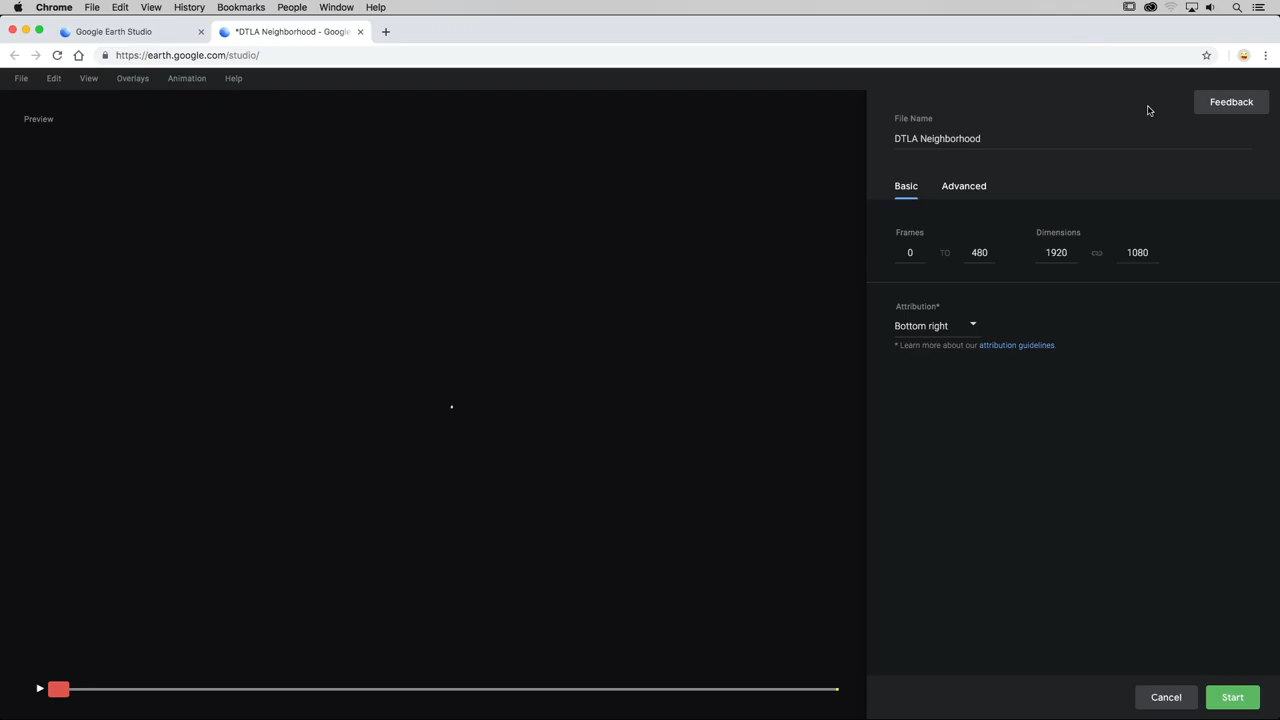 Chrome File Edit View History Bookmarks People Window Help
Google Earth Studio
*DTLA Neighborhood - Google
https://earth.google.com/studio/
File Edit View Overlays Animation Help
Feedback
Preview
File Name
DTLA Neighborhood
Basic Advanced
Frames Dimensions
0 TO 480 1920 1080
Attribution*
Bottom right
* Learn more about our attribution guidelines.
Cancel Start